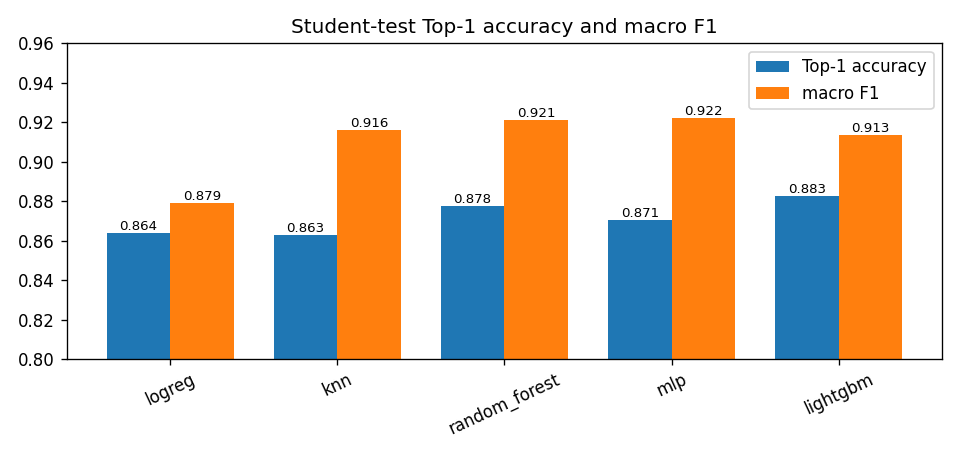 Student-test Top-1 accuracy and macro F1
0.96
0.94
0.92
0.90
0.88
0.86
0.84
0.82
0.80
Top-1 accuracy
macro F1
0.864
0.879
0.863
0.916
0.878
0.921
0.871
0.922
0.883
0.913
logreg
knn
random_forest
mlp
lightgbm